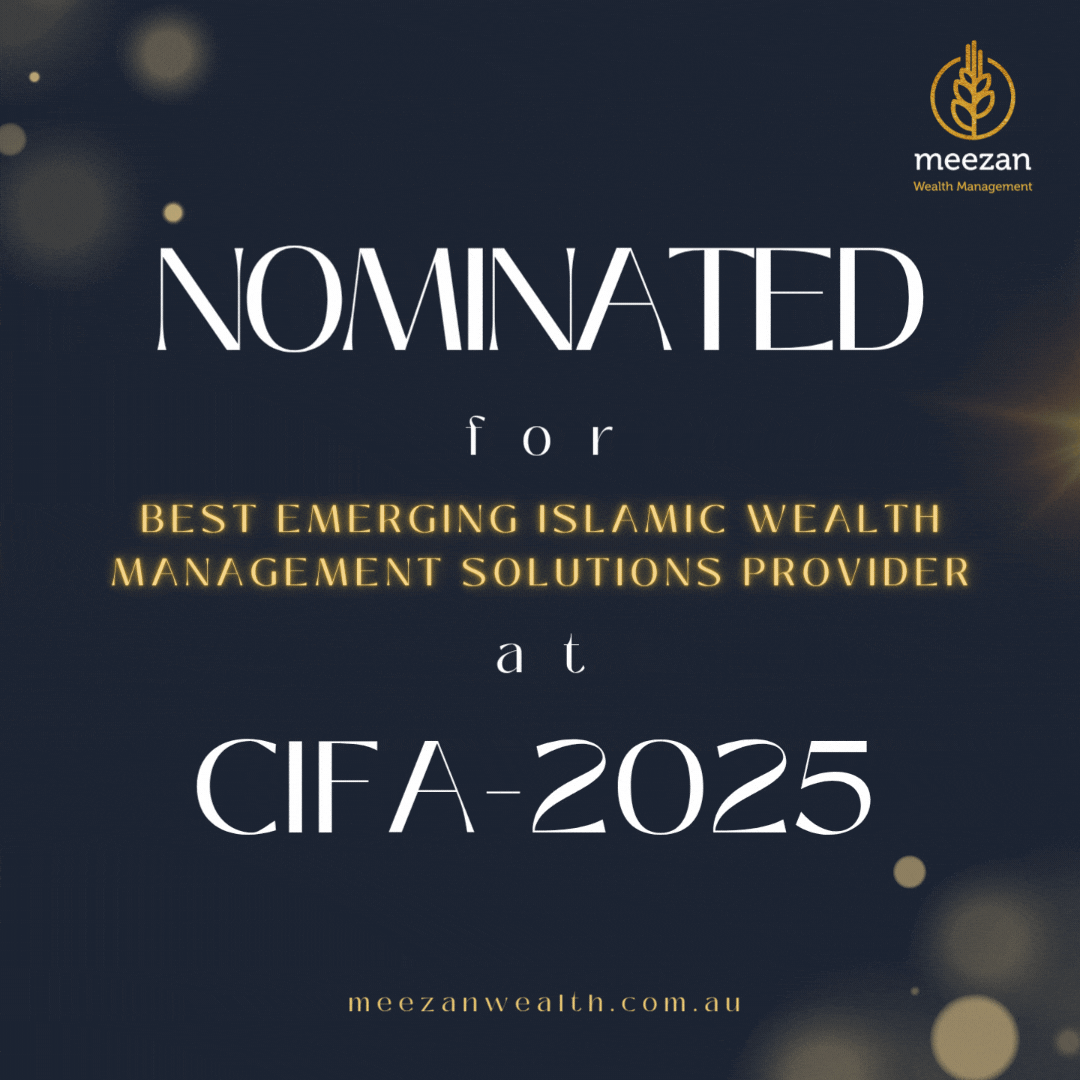 meezan
Wealth Management
NOMINATED
for
BEST EMERGING ISLAMIC WEALTH
MANAGEMENT SOLUTIONS PROVIDER
at
CIFA-2025
meezanwealth.com.au